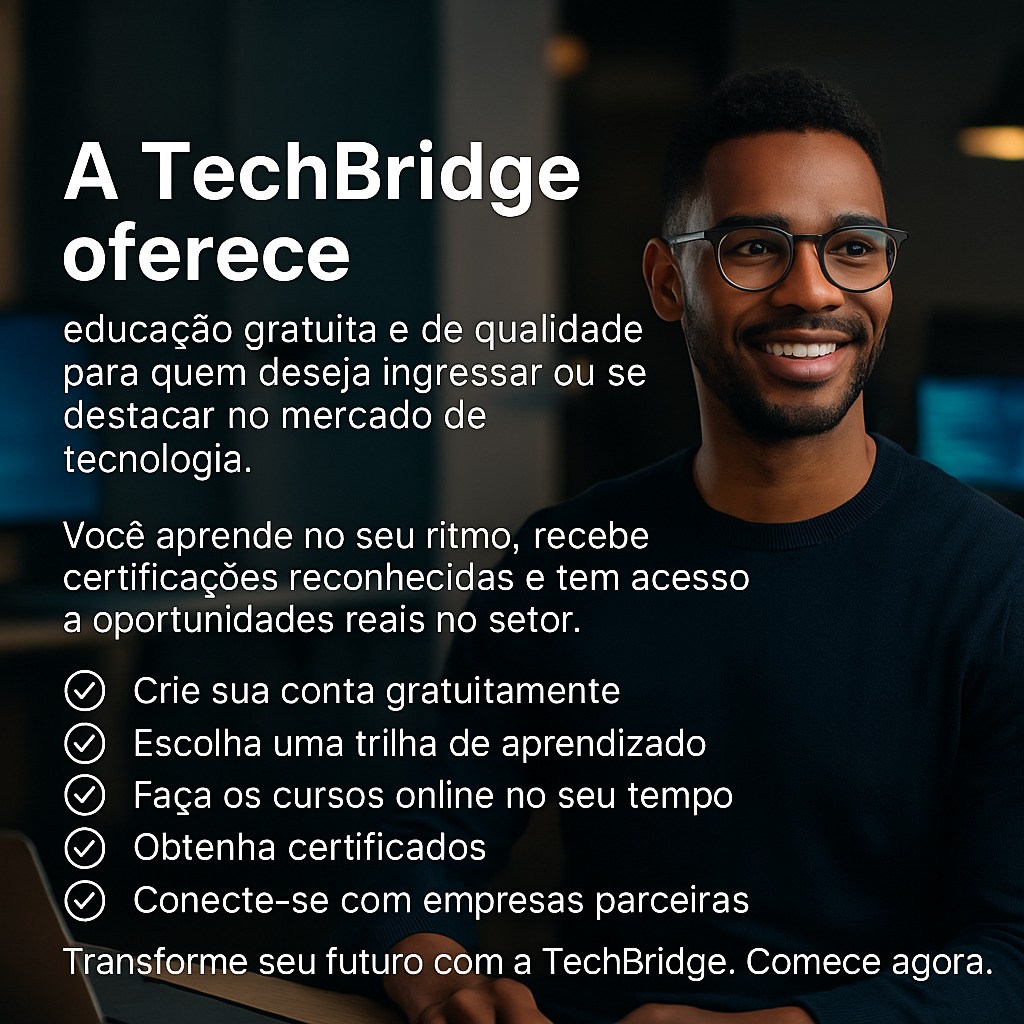 A TechBridge
oferece
educação gratuita e de qualidade
para quem deseja ingressar ou se
destacar no mercado de
tecnologia.
Você aprende no seu ritmo, recebe
certificações reconhecidas e tem acesso
a oportunidades reais no setor.
Crie sua conta gratuitamente
Escolha uma trilha de aprendizado
Faça os cursos online no seu tempo
Obtenha certificados
Conecte-se com empresas parceiras
Transforme seu futuro com a TechBridge. Comece agora.